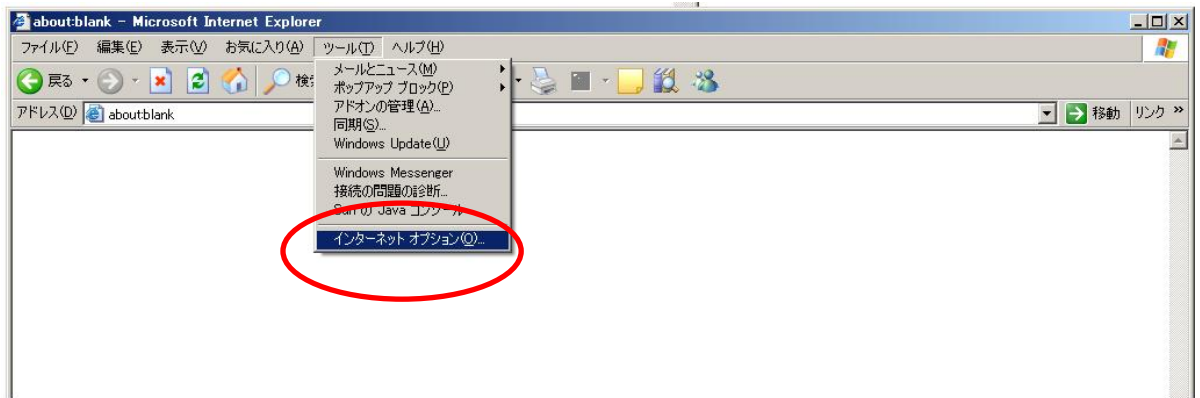 about:blank - Microsoft Internet Explorer
ファイル(F) 編集(E) 表示(V) お気に入り(A) ツール(T) ヘルプ(H)
戻る 検
アドレス(D) about:blank 移動 リンク »
メールとニュース(M)
ポップアップ ブロック(P)
アドオンの管理(A)...
同期(S)...
Windows Update(U)
Windows Messenger
接続の問題の診断...
Sun の Java コンソール
インターネット オプション(O)...